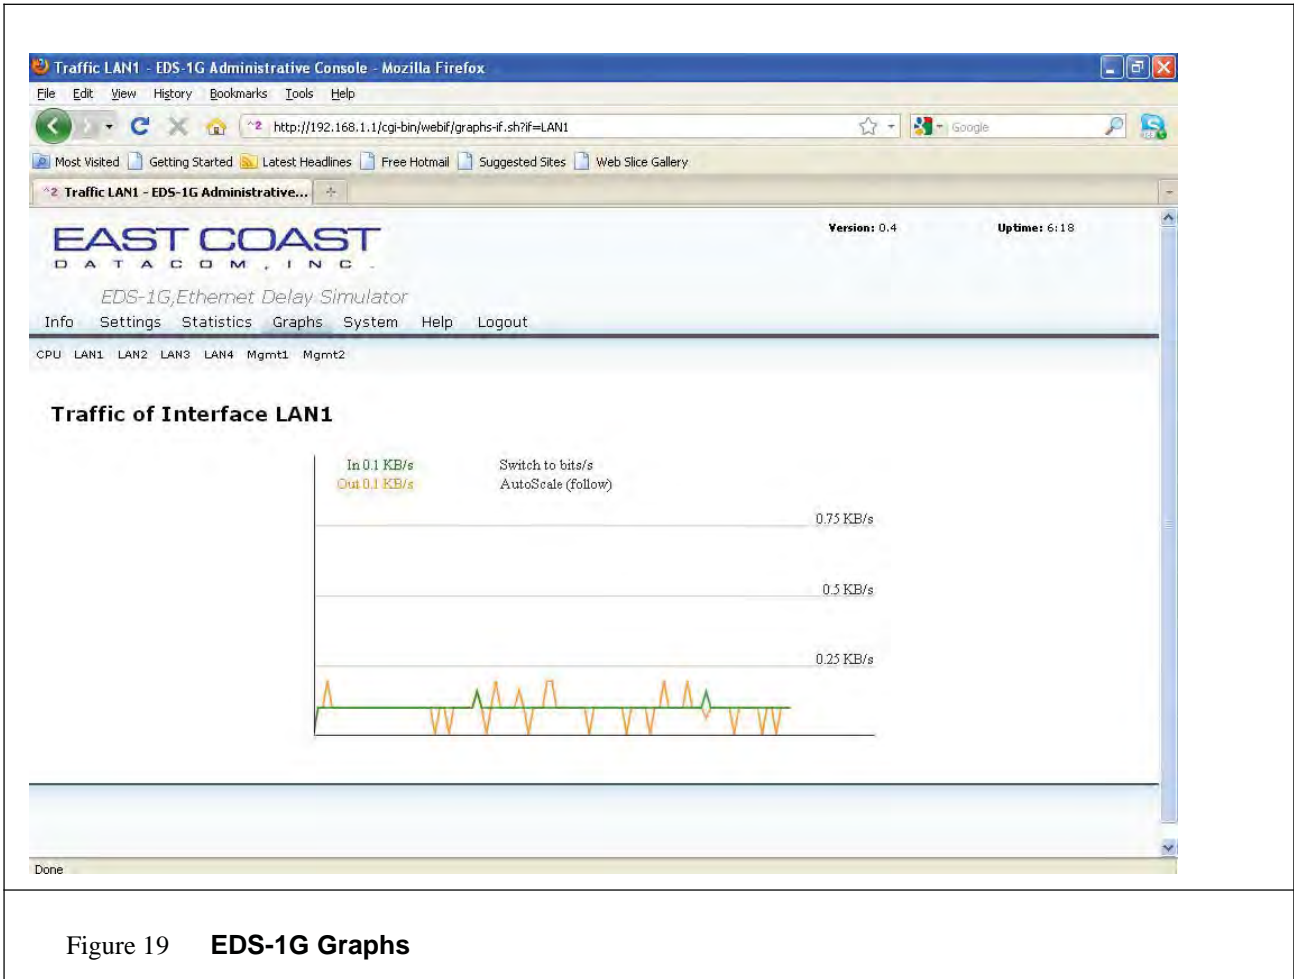 Traffic LAN1 - EDS-1G Administrative Console - Mozilla Firefox
File Edit View History Bookmarks Tools Help
http://192.168.1.1/cgi-bin/webif/graphs-if.sh?if=LAN1
Google
Most Visited Getting Started Latest Headlines Free Hotmail Suggested Sites Web Slice Gallery
Traffic LAN1 - EDS-1G Administrative...
EAST COAST
DATACOM, INC.
Version: 0.4 Uptime: 6:18
EDS-1G,Ethernet Delay Simulator
Info Settings Statistics Graphs System Help Logout
CPU LAN1 LAN2 LAN3 LAN4 Mgmt1 Mgmt2
Traffic of Interface LAN1
In 0.1 KB/s Switch to bits/s
Out 0.1 KB/s AutoScale (follow)
0.75 KB/s
0.5 KB/s
0.25 KB/s
Done
Figure 19 EDS-1G Graphs